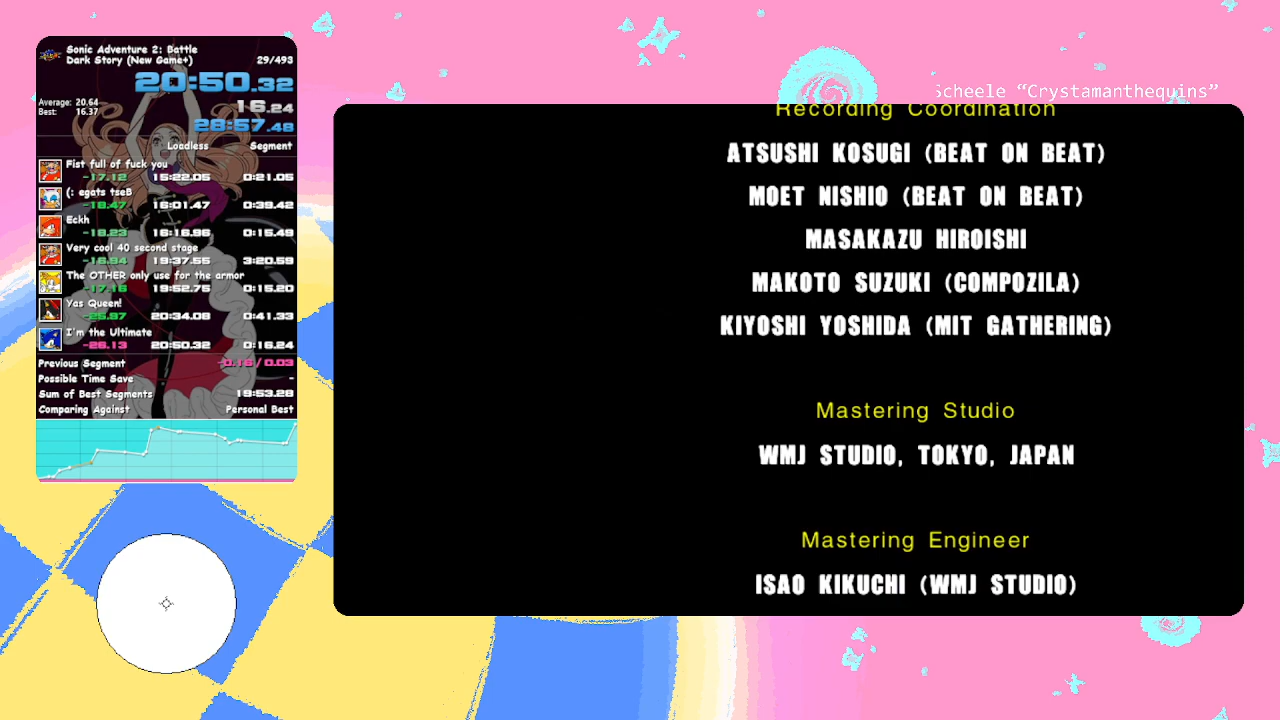 Sonic Adventure 2: Battle
Dark Story (New Game+) 29/493
20:50.32
Average: 20.64 16.24
Best: 16.37
28:57.48
Loadless Segment
Fist full of fuck you
-17.12 15:22.05 0:21.05
(: egats tseB
-18.47 16:01.47 0:39.42
Eckh
-18.23 16:16.96 0:15.49
Very cool 40 second stage
-16.94 19:37.55 3:20.59
The OTHER only use for the armor
-17.16 19:52.75 0:15.20
Yas Queen!
-25.97 20:34.08 0:41.33
I'm the Ultimate
-26.13 20:50.32 0:16.24
Previous Segment -0.16 / 0.03
Possible Time Save -
Sum of Best Segments 19:53.28
Comparing Against Personal Best
Scheele “Crystamanthequins”
Recording Coordination
ATSUSHI KOSUGI (BEAT ON BEAT)
MOET NISHIO (BEAT ON BEAT)
MASAKAZU HIROISHI
MAKOTO SUZUKI (COMPOZILA)
KIYOSHI YOSHIDA (MIT GATHERING)
Mastering Studio
WMJ STUDIO, TOKYO, JAPAN
Mastering Engineer
ISAO KIKUCHI (WMJ STUDIO)